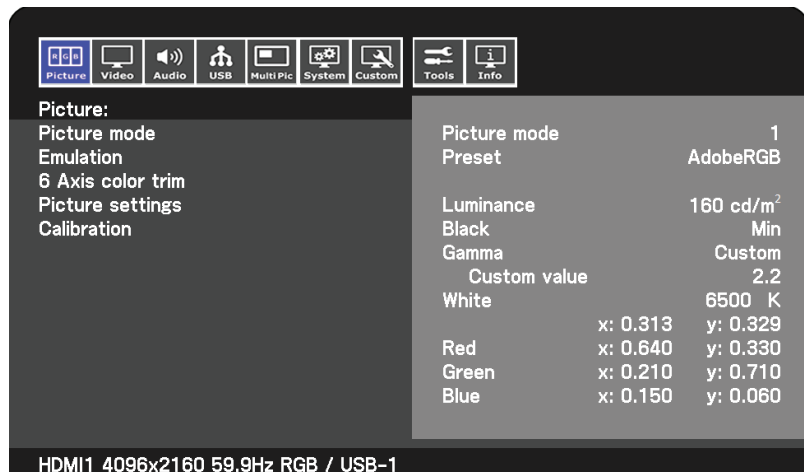 RGB
Picture Video Audio USB MultiPic System Custom Tools Info
Picture:
Picture mode
Emulation
6 Axis color trim
Picture settings
Calibration
Picture mode 1
Preset AdobeRGB
Luminance 160 cd/m²
Black Min
Gamma Custom
Custom value 2.2
White 6500 K
x: 0.313 y: 0.329
Red x: 0.640 y: 0.330
Green x: 0.210 y: 0.710
Blue x: 0.150 y: 0.060
HDMI1 4096x2160 59.9Hz RGB / USB-1